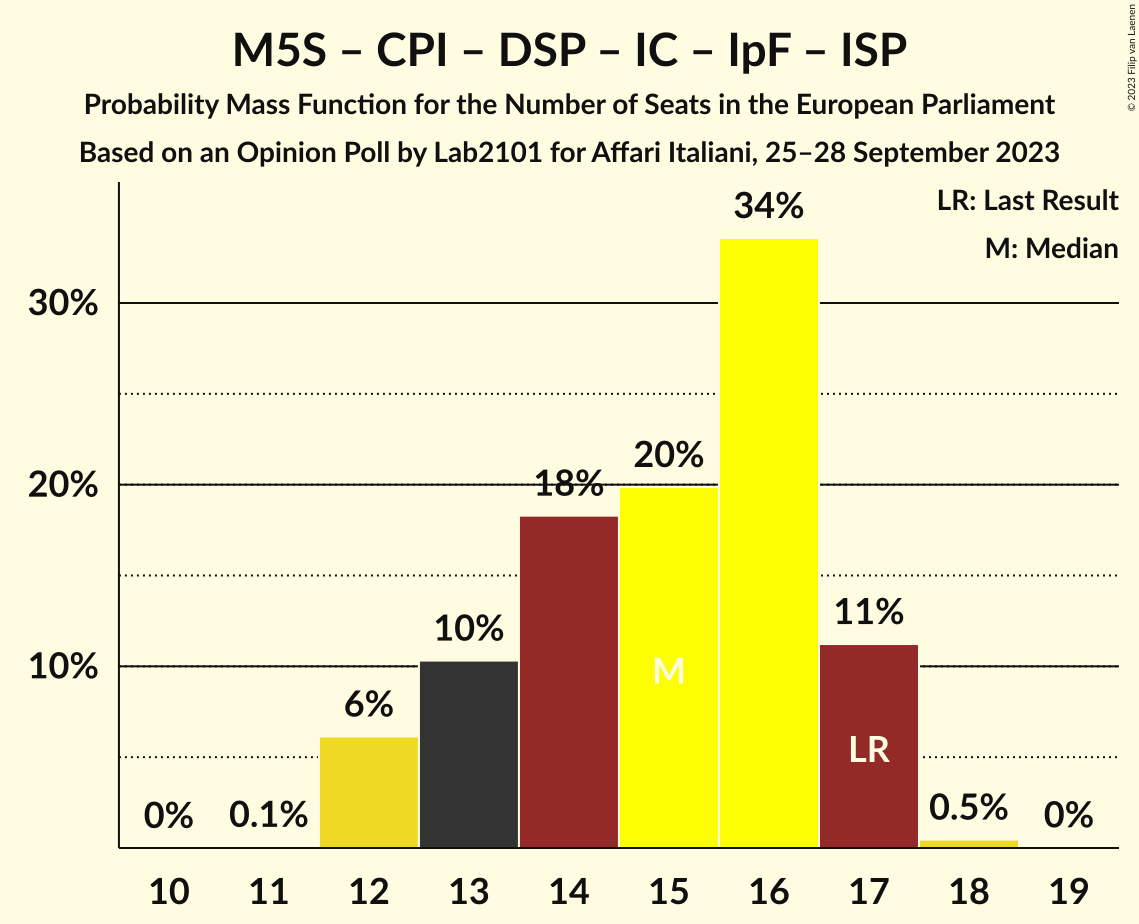 M5S – CPI – DSP – IC – IpF – ISP
Probability Mass Function for the Number of Seats in the European Parliament
Based on an Opinion Poll by Lab2101 for Affari Italiani, 25–28 September 2023
© 2023 Filip van Laenen
LR: Last Result
M: Median
34%
30%
20%
20%
18%
11%
10%
10%
M
6%
LR
0%
0.1%
0.5%
0%
10 11 12 13 14 15 16 17 18 19